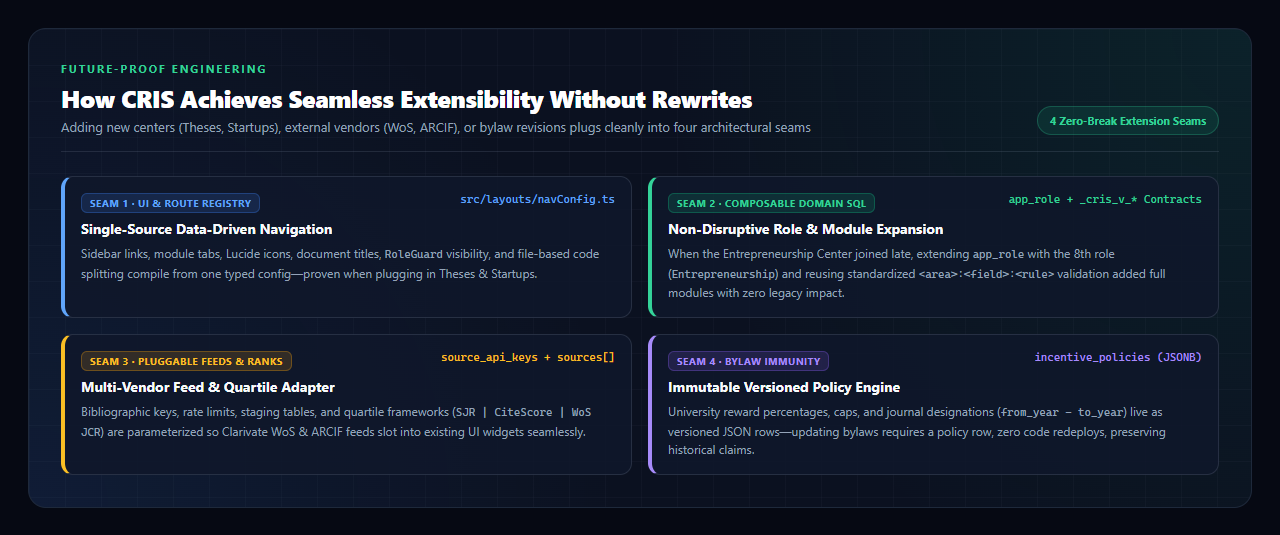 FUTURE-PROOF ENGINEERING
How CRIS Achieves Seamless Extensibility Without Rewrites
Adding new centers (Theses, Startups), external vendors (WoS, ARCIF), or bylaw revisions plugs cleanly into four architectural seams
4 Zero-Break Extension Seams
SEAM 1 · UI & ROUTE REGISTRY
src/layouts/navConfig.ts
Single-Source Data-Driven Navigation
Sidebar links, module tabs, Lucide icons, document titles, RoleGuard visibility, and file-based code
splitting compile from one typed config—proven when plugging in Theses & Startups.
SEAM 2 · COMPOSABLE DOMAIN SQL
app_role + _cris_v_* Contracts
Non-Disruptive Role & Module Expansion
When the Entrepreneurship Center joined late, extending app_role with the 8th role
(Entrepreneurship) and reusing standardized <area>:<field>:<rule> validation added full
modules with zero legacy impact.
SEAM 3 · PLUGGABLE FEEDS & RANKS
source_api_keys + sources[]
Multi-Vendor Feed & Quartile Adapter
Bibliographic keys, rate limits, staging tables, and quartile frameworks (SJR | CiteScore | WoS
JCR) are parameterized so Clarivate WoS & ARCIF feeds slot into existing UI widgets seamlessly.
SEAM 4 · BYLAW IMMUNITY
incentive_policies (JSONB)
Immutable Versioned Policy Engine
University reward percentages, caps, and journal designations (from_year – to_year) live as
versioned JSON rows—updating bylaws requires a policy row, zero code redeploys, preserving
historical claims.